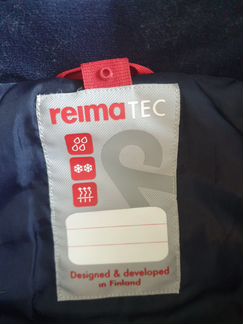 reimaTEC
Designed & developed
in Finland